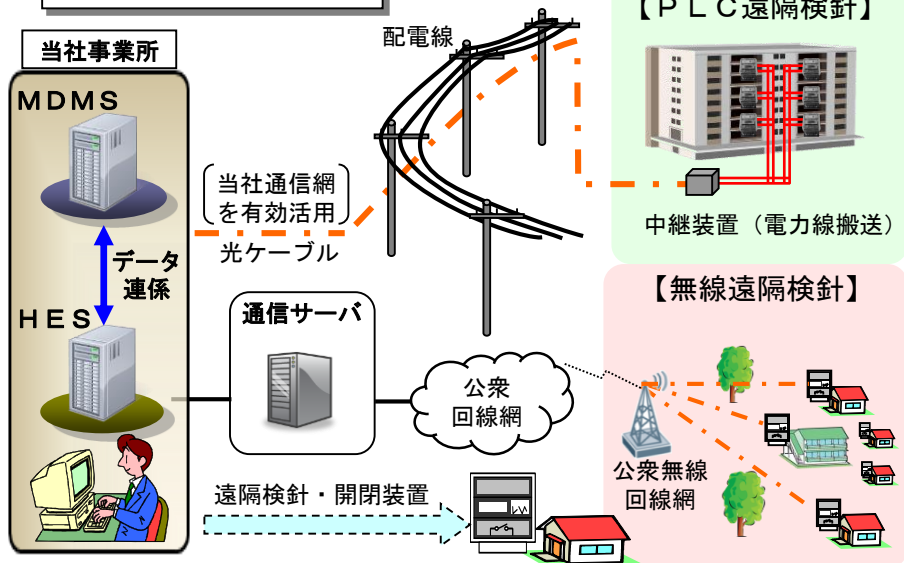 【ＰＬＣ遠隔検針】
配電線
当社事業所
ＭＤＭＳ
当社通信網
を有効活用
光ケーブル
中継装置（電力線搬送）
データ
連係
ＨＥＳ
通信サーバ
【無線遠隔検針】
公衆
回線網
公衆無線
回線網
遠隔検針・開閉装置